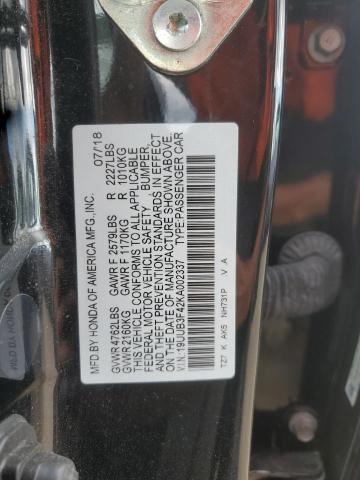 MFD BY HONDA OF AMERICA MFG.,INC. 07/18
GVWR 4762LBS GAWR F 2579LBS R 2227LBS
GVWR 2160KG GAWR F 1170KG R 1010KG
THIS VEHICLE CONFORMS TO ALL APPLICABLE
FEDERAL MOTOR VEHICLE SAFETY, BUMPER,
AND THEFT PREVENTION STANDARDS IN EFFECT
ON THE DATE OF MANUFACTURE SHOWN ABOVE.
V.I.N.:19UUB3F42KA002337 TYPE:PASSENGER CAR
TZ7 K AK5 NH731P V.A